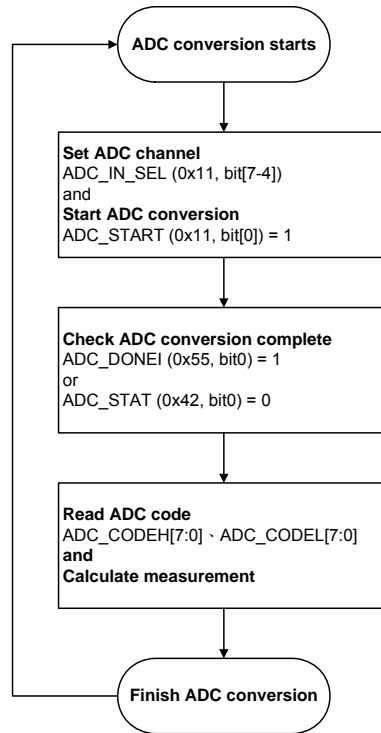 ADC conversion starts
Set ADC channel
ADC_IN_SEL (0x11, bit[7-4])
and
Start ADC conversion
ADC_START (0x11, bit[0]) = 1
Check ADC conversion complete
ADC_DONEI (0x55, bit0) = 1
or
ADC_STAT (0x42, bit0) = 0
Read ADC code
ADC_CODEH[7:0]、ADC_CODEL[7:0]
and
Calculate measurement
Finish ADC conversion